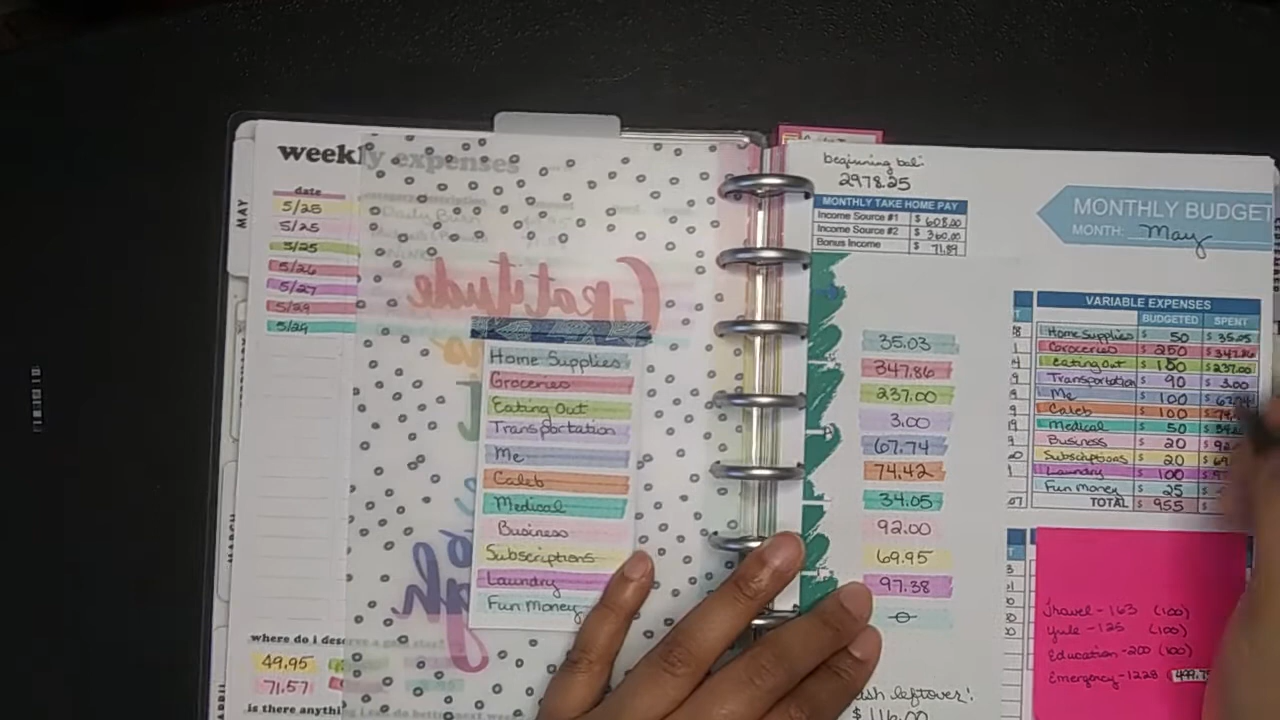 weekly expenses
date
5/25
5/25
5/25
5/26
5/27
5/29
5/29
Gratitude
Home Supplies
Groceries
Eating Out
Transportation
Me
Caleb
Medical
Business
Subscriptions
Laundry
Fun Money
where do i deserve a gold star?
49.95
71.57
MAY
MARCH
beginning bal:
2978.25
MONTHLY TAKE HOME PAY
Income Source #1 $ 608.00
Income Source #2 $ 360.00
Bonus Income $ 71.89
MONTHLY BUDGET
MONTH: May
35.03
347.86
237.00
3.00
67.74
74.42
34.05
92.00
69.95
97.38
VARIABLE EXPENSES
BUDGETED SPENT
Home Supplies $ 50 $ 35.03
Groceries $ 250 $ 347.86
Eating Out $ 180 $ 237.00
Transportation $ 90 $ 3.00
Me $ 100 $ 67.74
Caleb $ 100 $
Medical $ 50 $
Business $ 20 $ 92
Subscriptions $ 20 $ 69
Laundry $ 100 $
Fun Money $ 25 $
TOTAL $ 955 $
Travel - 163 (100)
Yule - 125 (100)
Education - 200 (100)
Emergency - 1228
leftover:
$ 116.00